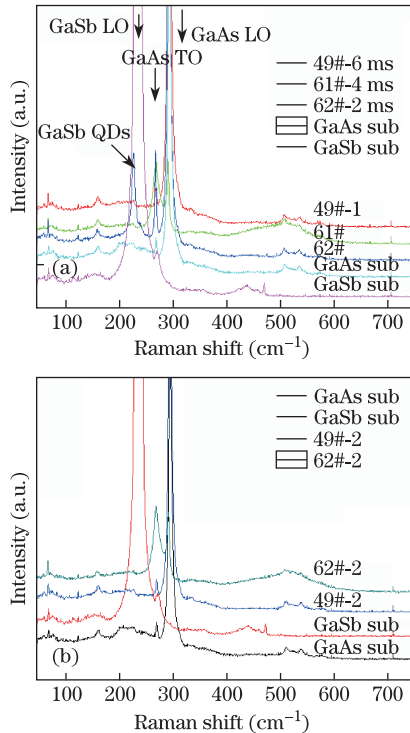 GaSb LO
GaAs LO
GaAs TO
GaSb QDs
49#-6 ms
61#-4 ms
62#-2 ms
GaAs sub
GaSb sub
49#-1
61#
62#
GaAs sub
GaSb sub
(a)
Intensity (a.u.)
100 200 300 400 500 600 700
Raman shift (cm⁻¹)
GaAs sub
GaSb sub
49#-2
62#-2
62#-2
49#-2
GaSb sub
GaAs sub
(b)
Intensity (a.u.)
100 200 300 400 500 600 700
Raman shift (cm⁻¹)